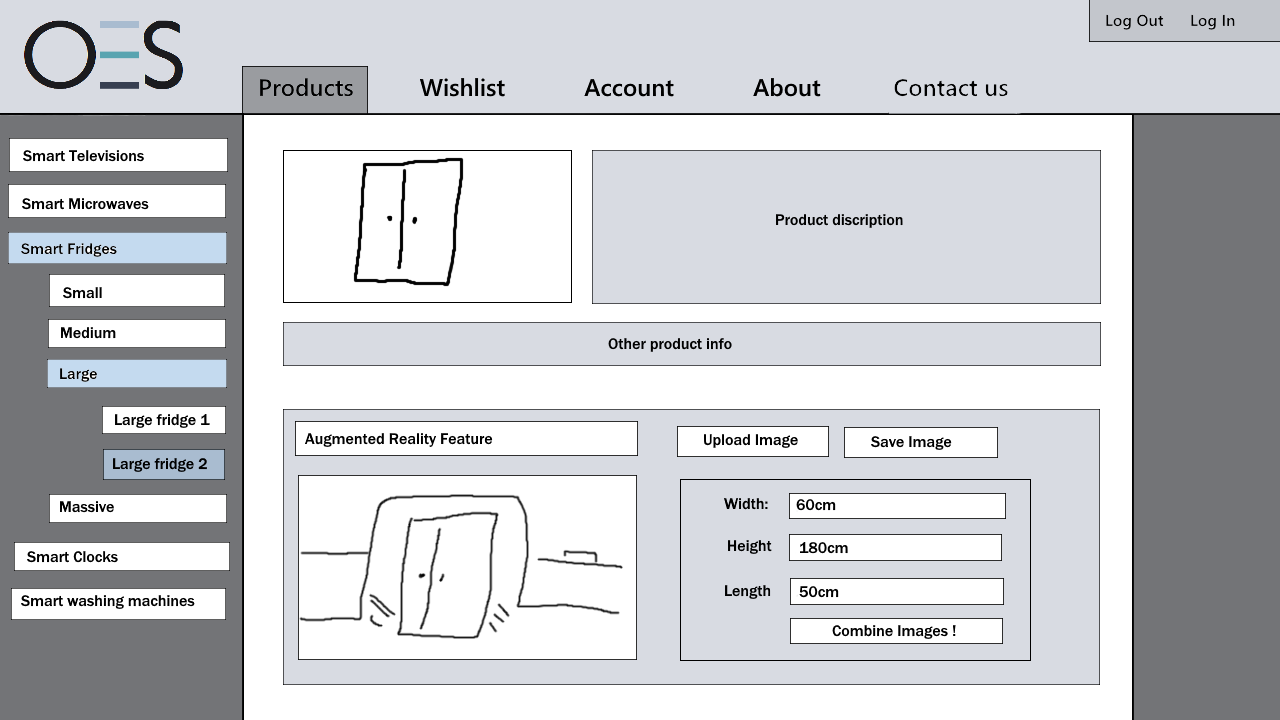 Log Out Log In
OES
Products Wishlist Account About Contact us
Smart Televisions
Smart Microwaves
Smart Fridges
Small
Medium
Large
Large fridge 1
Large fridge 2
Massive
Smart Clocks
Smart washing machines
Product discription
Other product info
Augmented Reality Feature
Upload Image Save Image
Width: 60cm
Height 180cm
Length 50cm
Combine Images !